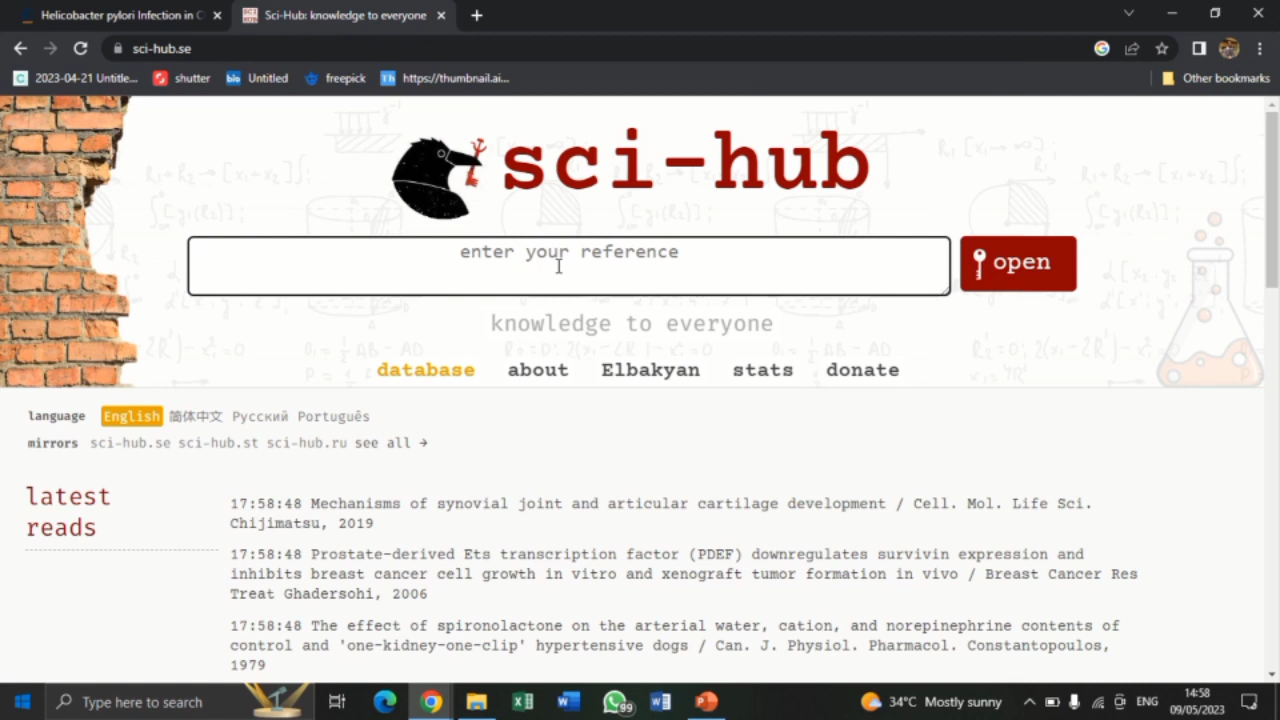 Helicobacter pylori Infection in C
Sci-Hub: knowledge to everyone
sci-hub.se
2023-04-21 Untitle...
shutter
bio Untitled
freepick
Th https://thumbnail.ai...
Other bookmarks
sci-hub
enter your reference
open
knowledge to everyone
database about Elbakyan stats donate
language English 简体中文 Русский Português
mirrors sci-hub.se sci-hub.st sci-hub.ru see all →
latest
reads
17:58:48 Mechanisms of synovial joint and articular cartilage development / Cell. Mol. Life Sci.
Chijimatsu, 2019
17:58:48 Prostate-derived Ets transcription factor (PDEF) downregulates survivin expression and
inhibits breast cancer cell growth in vitro and xenograft tumor formation in vivo / Breast Cancer Res
Treat Ghadersohi, 2006
17:58:48 The effect of spironolactone on the arterial water, cation, and norepinephrine contents of
control and 'one-kidney-one-clip' hypertensive dogs / Can. J. Physiol. Pharmacol. Constantopoulos,
1979
Type here to search
99
34°C Mostly sunny
ENG
14:58
09/05/2023